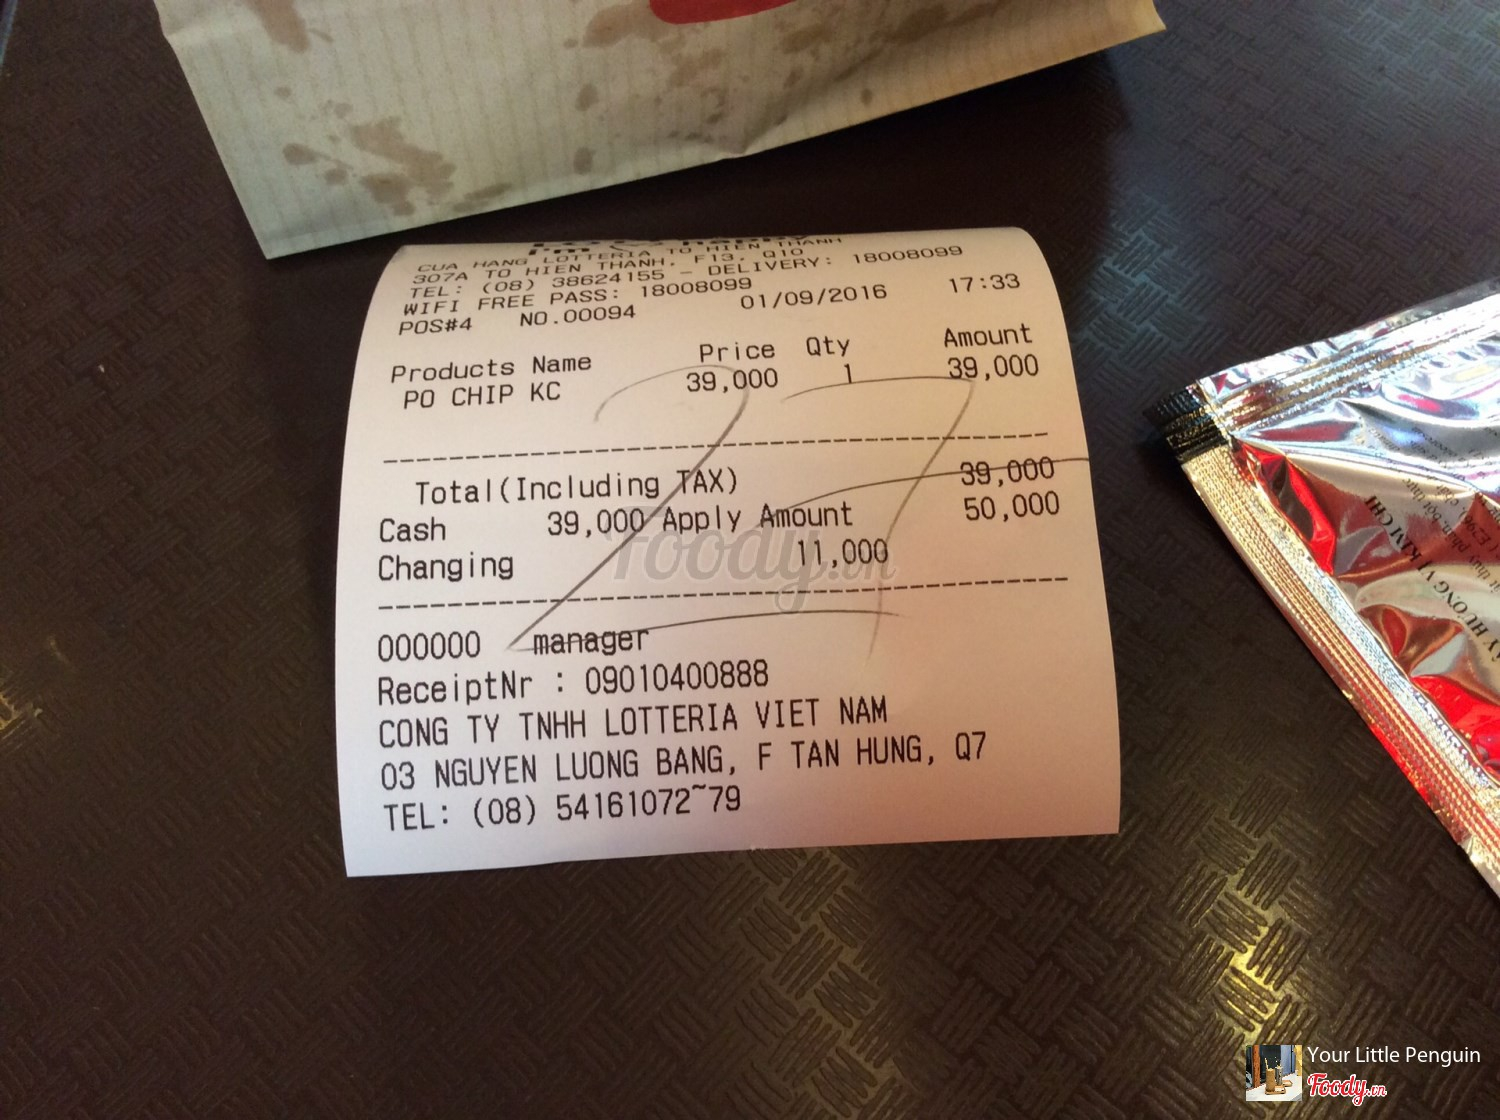 CUA HANG LOTTERIA TO HIEN THANH
307A TO HIEN THANH, F13, Q10
TEL: (08) 38624155 - DELIVERY: 18008099
WIFI FREE PASS: 18008099
POS#4 NO.00094 01/09/2016 17:33
Products Name Price Qty Amount
PO CHIP KC 39,000 1 39,000
Total(Including TAX) 39,000
Cash 39,000 Apply Amount 50,000
Changing 11,000
27
000000 manager
ReceiptNr : 09010400888
CONG TY TNHH LOTTERIA VIET NAM
03 NGUYEN LUONG BANG, F TAN HUNG, Q7
TEL: (08) 54161072~79
Foody.vn
HƯƠNG VỊ KIM CHI
Your Little Penguin
Foody.vn